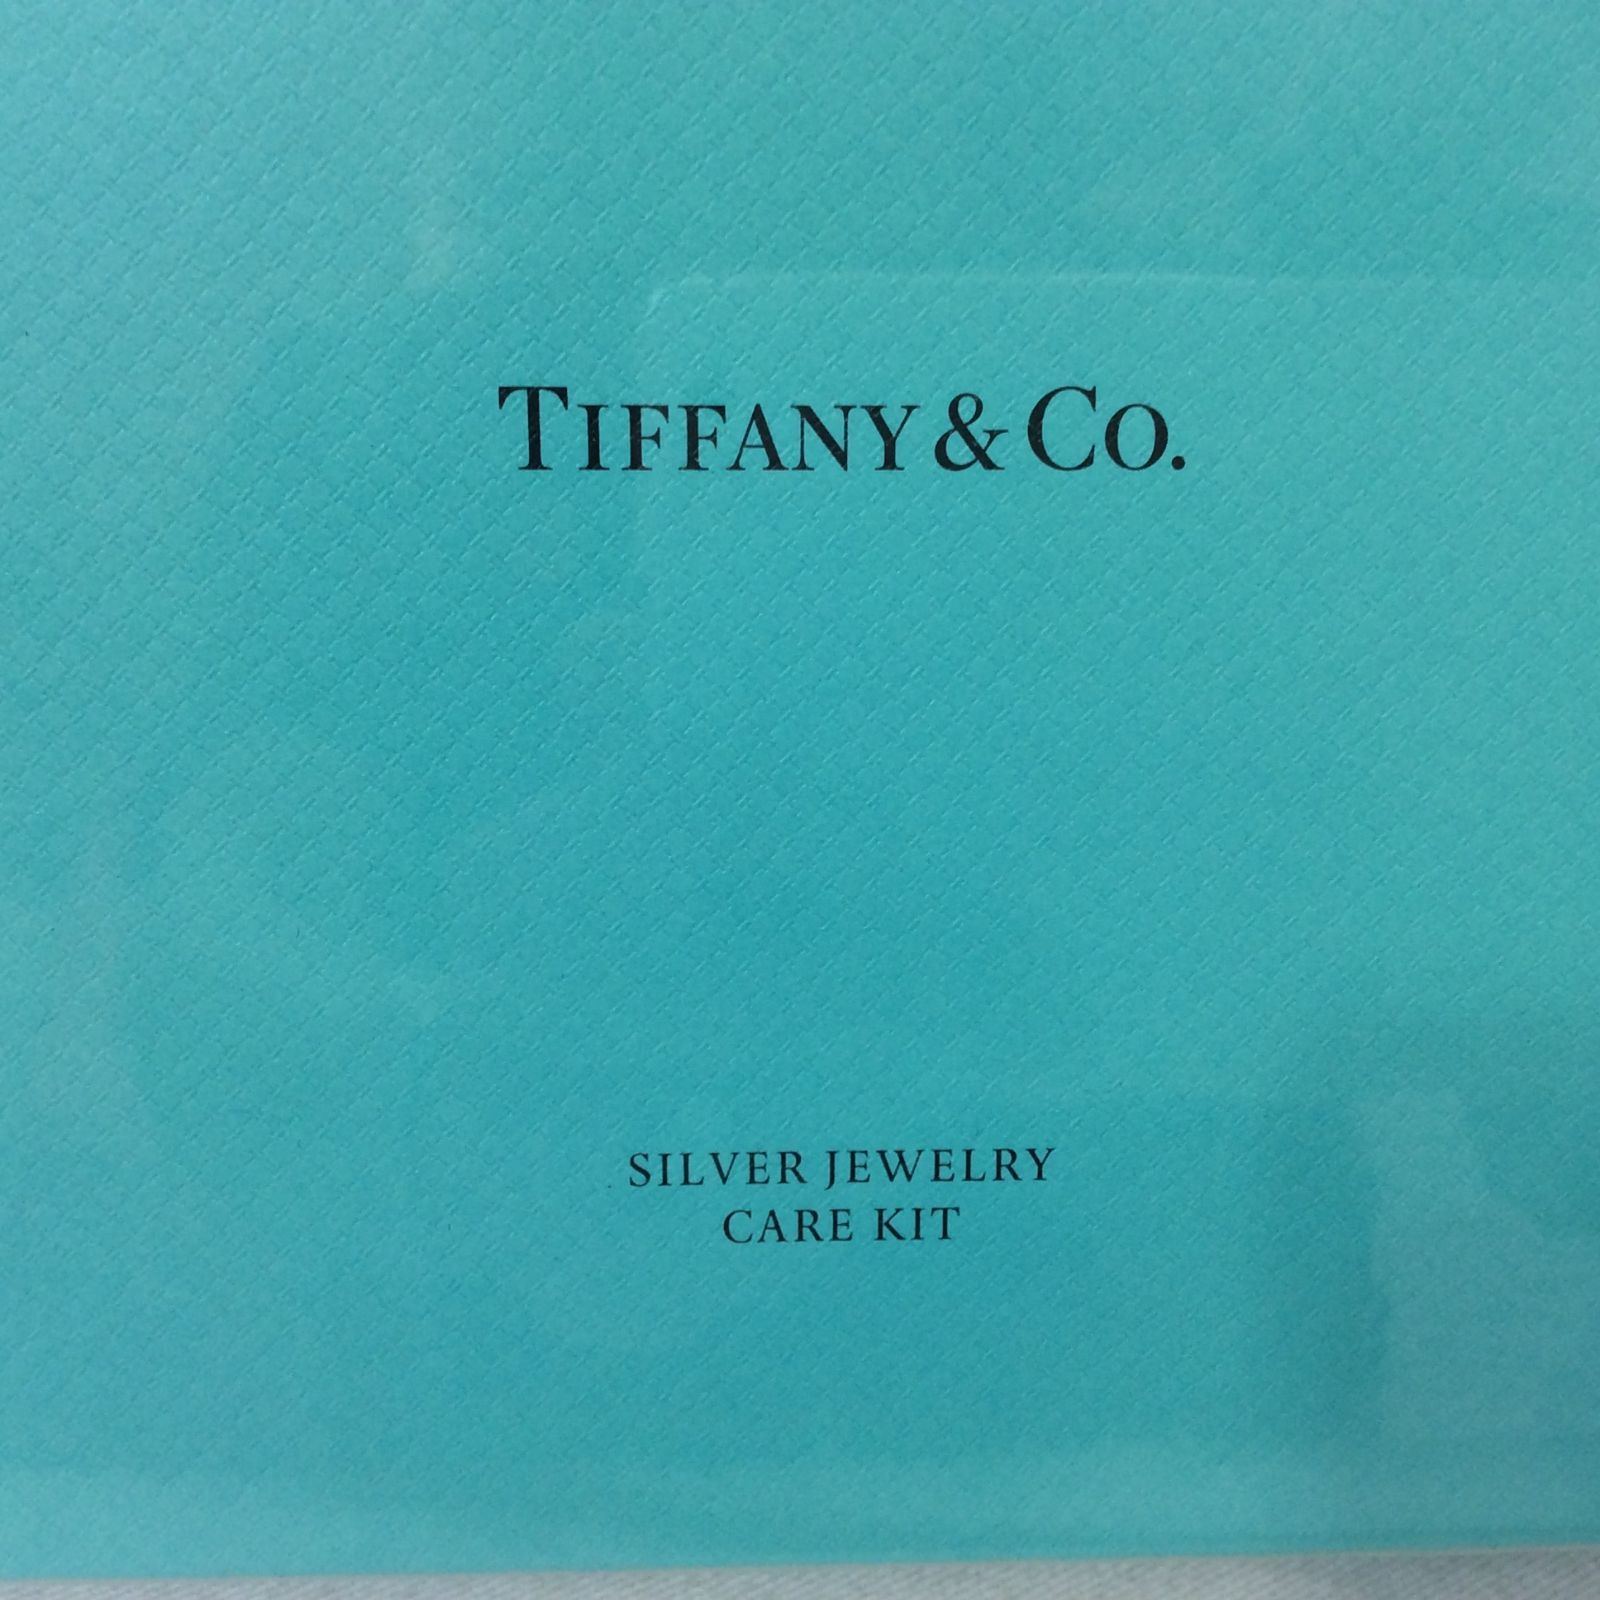 TIFFANY & CO.
SILVER JEWELRY
CARE KIT